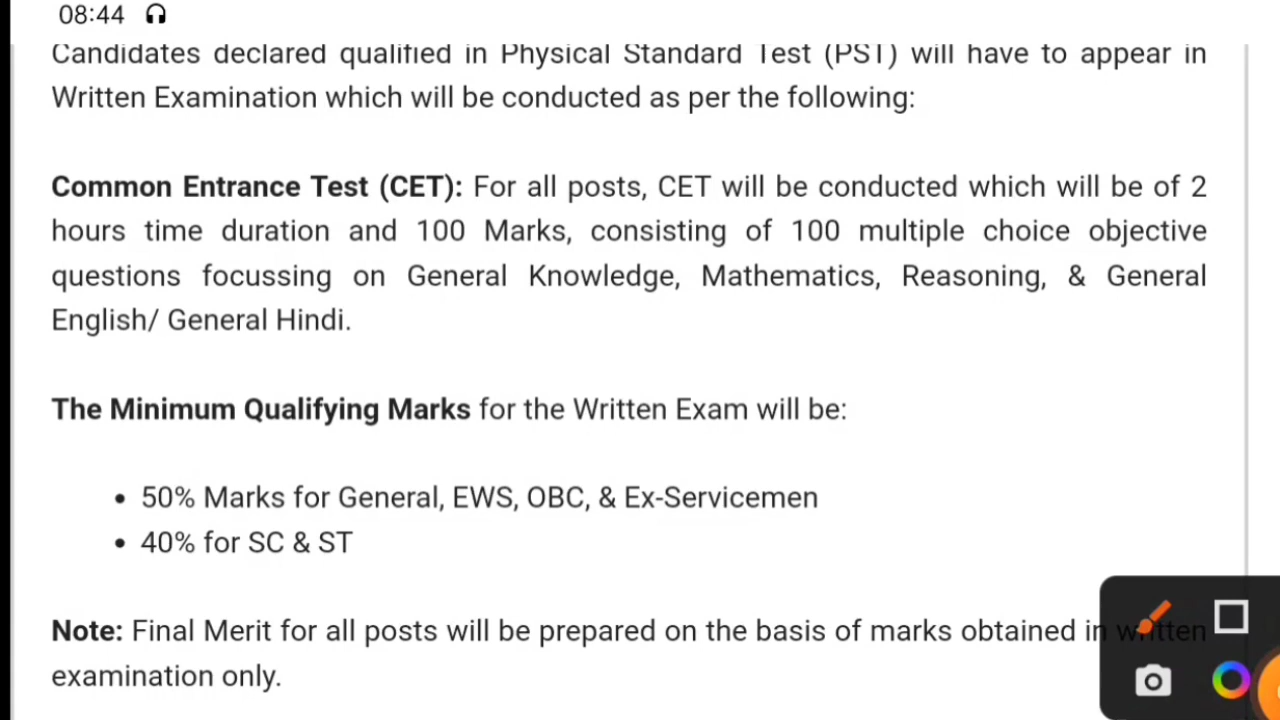 08:44
Candidates declared qualified in Physical Standard Test (PST) will have to appear in
Written Examination which will be conducted as per the following:
Common Entrance Test (CET): For all posts, CET will be conducted which will be of 2
hours time duration and 100 Marks, consisting of 100 multiple choice objective
questions focussing on General Knowledge, Mathematics, Reasoning, & General
English/ General Hindi.
The Minimum Qualifying Marks for the Written Exam will be:
• 50% Marks for General, EWS, OBC, & Ex-Servicemen
• 40% for SC & ST
Note: Final Merit for all posts will be prepared on the basis of marks obtained in written
examination only.